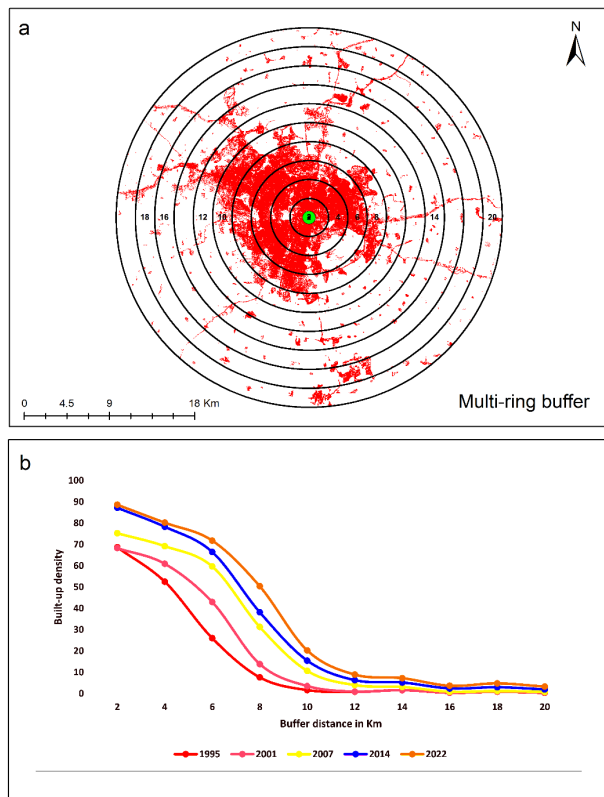 a
N
18 16 12 10 4 6 8 14 20
0 4.5 9 18 Km
Multi-ring buffer
b
100
90
80
70
60
50
40
30
20
10
0
Built-up density
2 4 6 8 10 12 14 16 18 20
Buffer distance in Km
1995 2001 2007 2014 2022